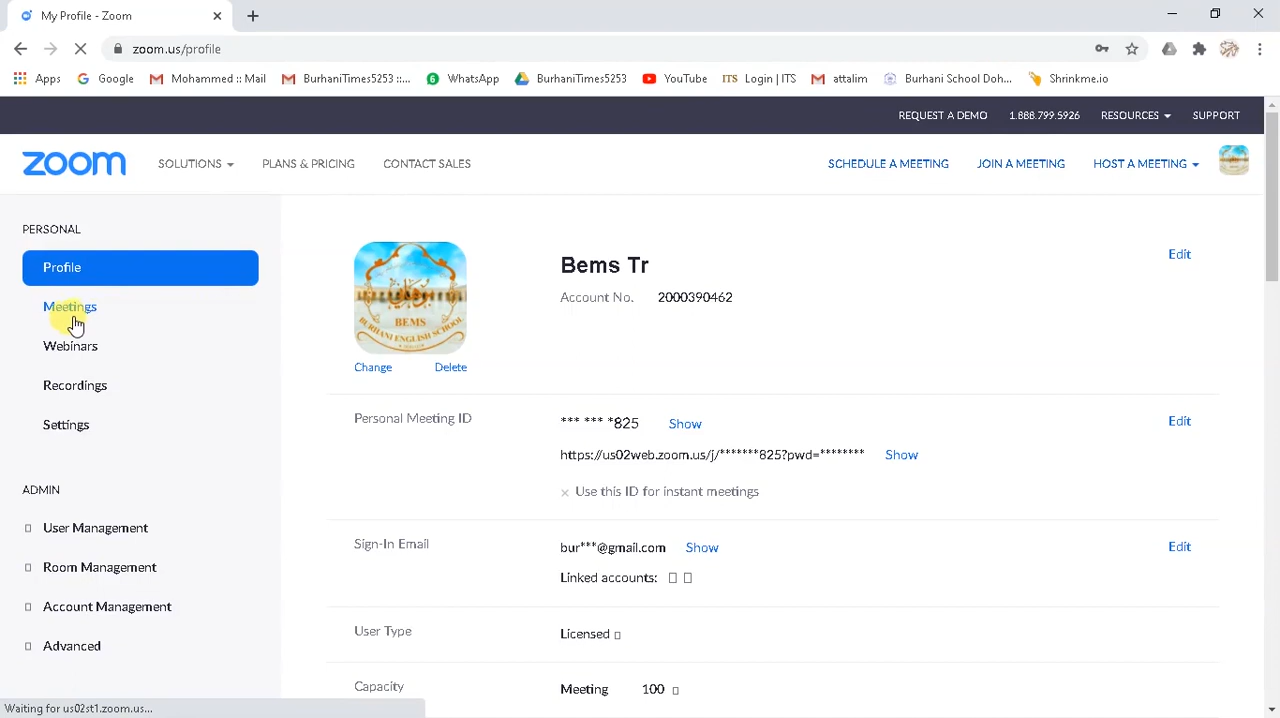 My Profile - Zoom
zoom.us/profile
Apps
Google
Mohammed :: Mail
BurhaniTimes5253 ::...
WhatsApp
BurhaniTimes5253
YouTube
ITS Login | ITS
attalim
Burhani School Doh...
Shrinkme.io
REQUEST A DEMO
1.888.799.5926
RESOURCES
SUPPORT
zoom
SOLUTIONS
PLANS & PRICING
CONTACT SALES
SCHEDULE A MEETING
JOIN A MEETING
HOST A MEETING
PERSONAL
Profile
Meetings
Webinars
Recordings
Settings
ADMIN
User Management
Room Management
Account Management
Advanced
BEMS
BURHANI ENGLISH SCHOOL
Change
Delete
Bems Tr
Edit
Account No. 2000390462
Personal Meeting ID
*** *** *825 Show
Edit
https://us02web.zoom.us/j/*******825?pwd=******** Show
× Use this ID for instant meetings
Sign-In Email
bur***@gmail.com Show
Edit
Linked accounts:
User Type
Licensed
Capacity
Meeting 100
Waiting for us02st1.zoom.us...